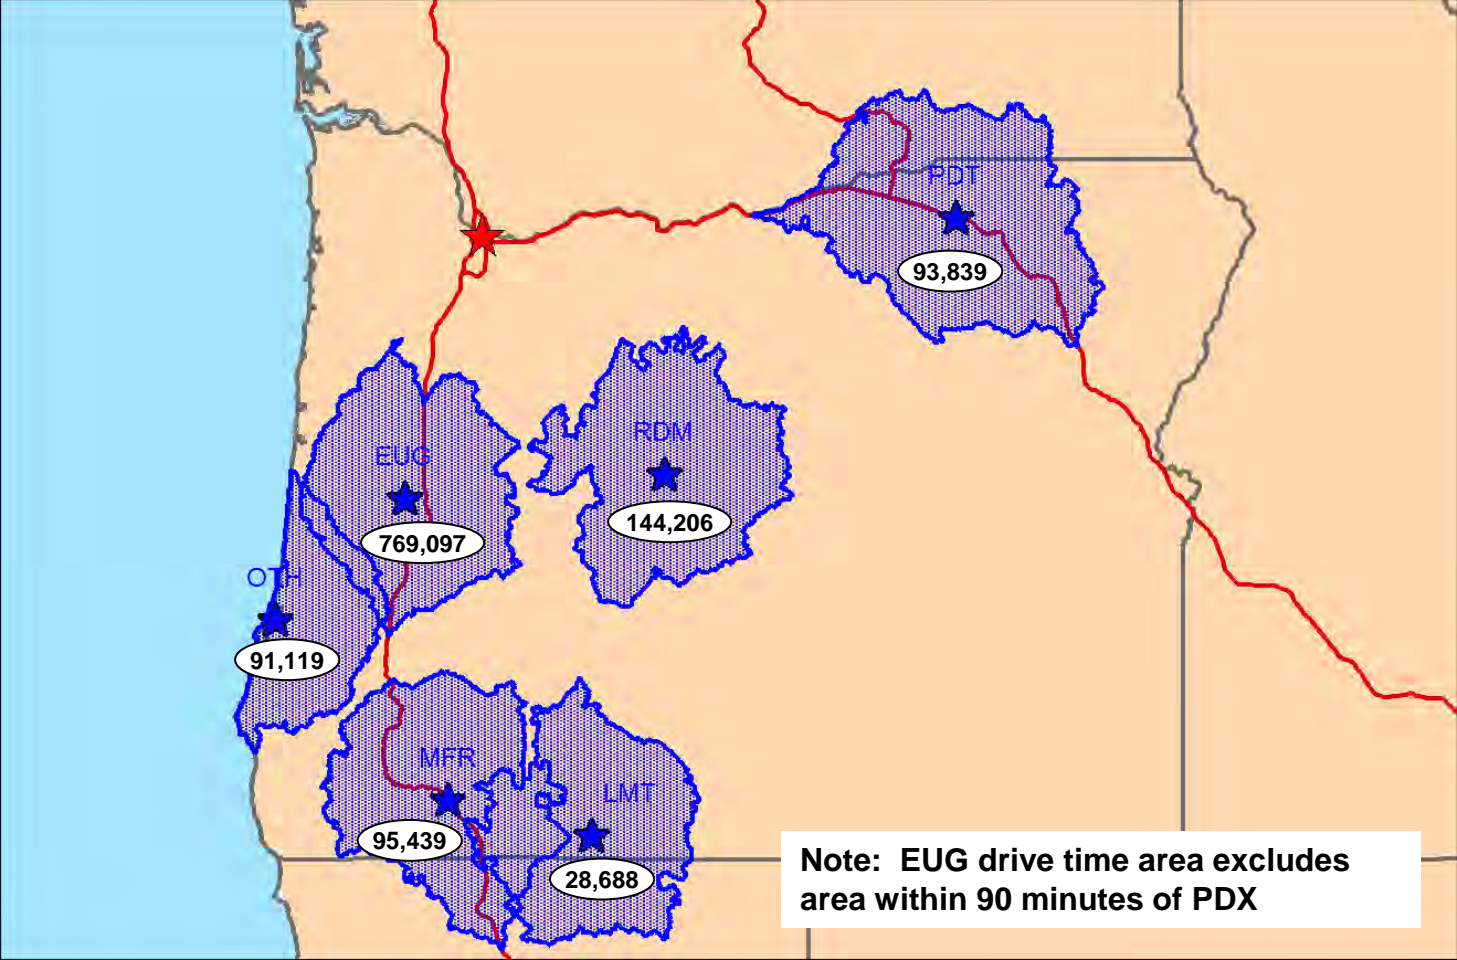 PDT
93,839
RDM
EUG
144,206
769,097
OTH
91,119
MFR
LMT
95,439
28,688
Note:  EUG drive time area excludes
area within 90 minutes of PDX